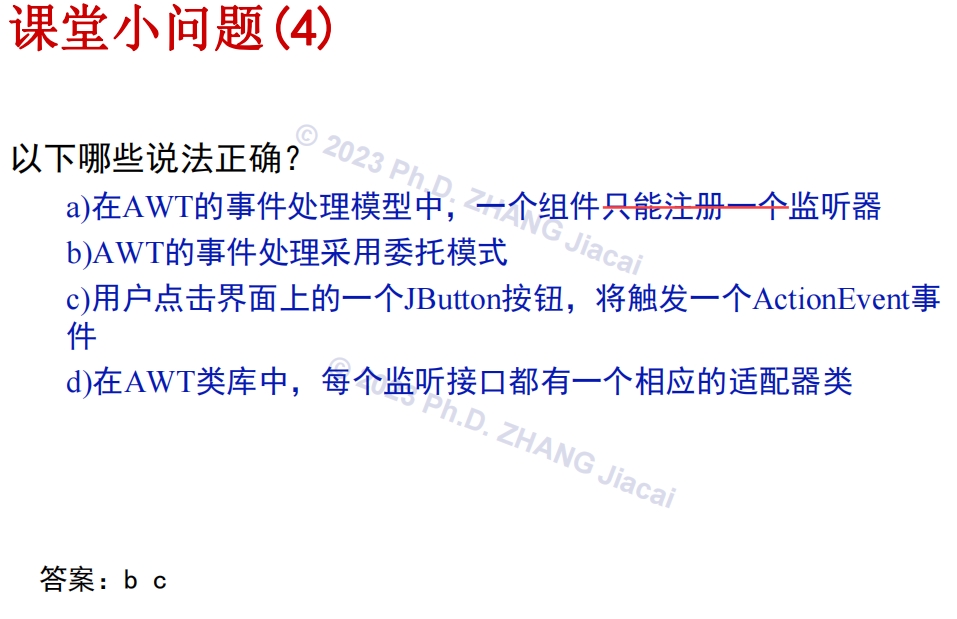 课堂小问题(4)
© 2023 Ph.D. ZHANG Jiacai
以下哪些说法正确？
a)在AWT的事件处理模型中，一个组件只能注册一个监听器
b)AWT的事件处理采用委托模式
c)用户点击界面上的一个JButton按钮，将触发一个ActionEvent事
件
d)在AWT类库中，每个监听接口都有一个相应的适配器类
© 2023 Ph.D. ZHANG Jiacai
答案：b c